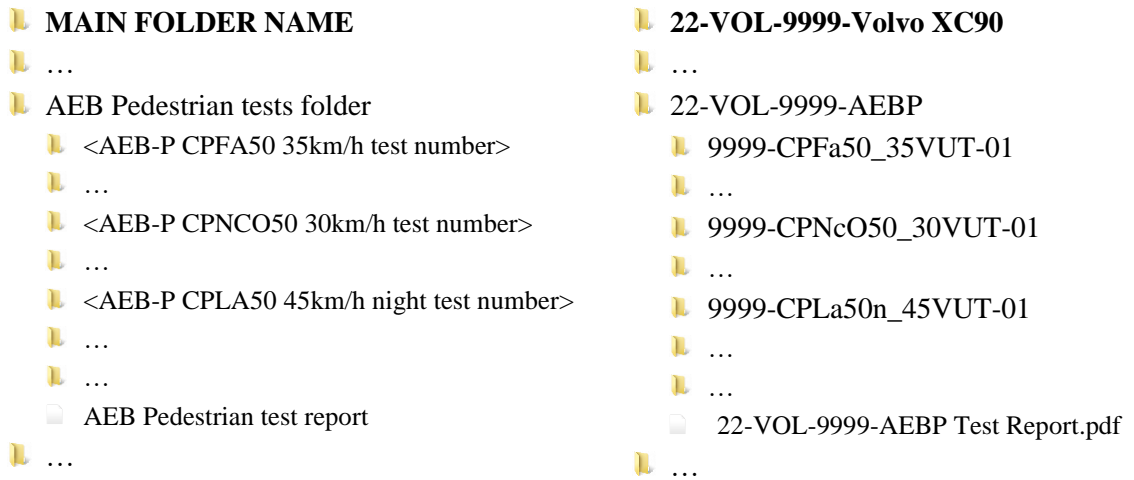 MAIN FOLDER NAME
…
AEB Pedestrian tests folder
<AEB-P CPFA50 35km/h test number>
…
<AEB-P CPNCO50 30km/h test number>
…
<AEB-P CPLA50 45km/h night test number>
…
…
AEB Pedestrian test report
…
22-VOL-9999-Volvo XC90
…
22-VOL-9999-AEBP
9999-CPFa50_35VUT-01
…
9999-CPNcO50_30VUT-01
…
9999-CPLa50n_45VUT-01
…
…
22-VOL-9999-AEBP Test Report.pdf
…